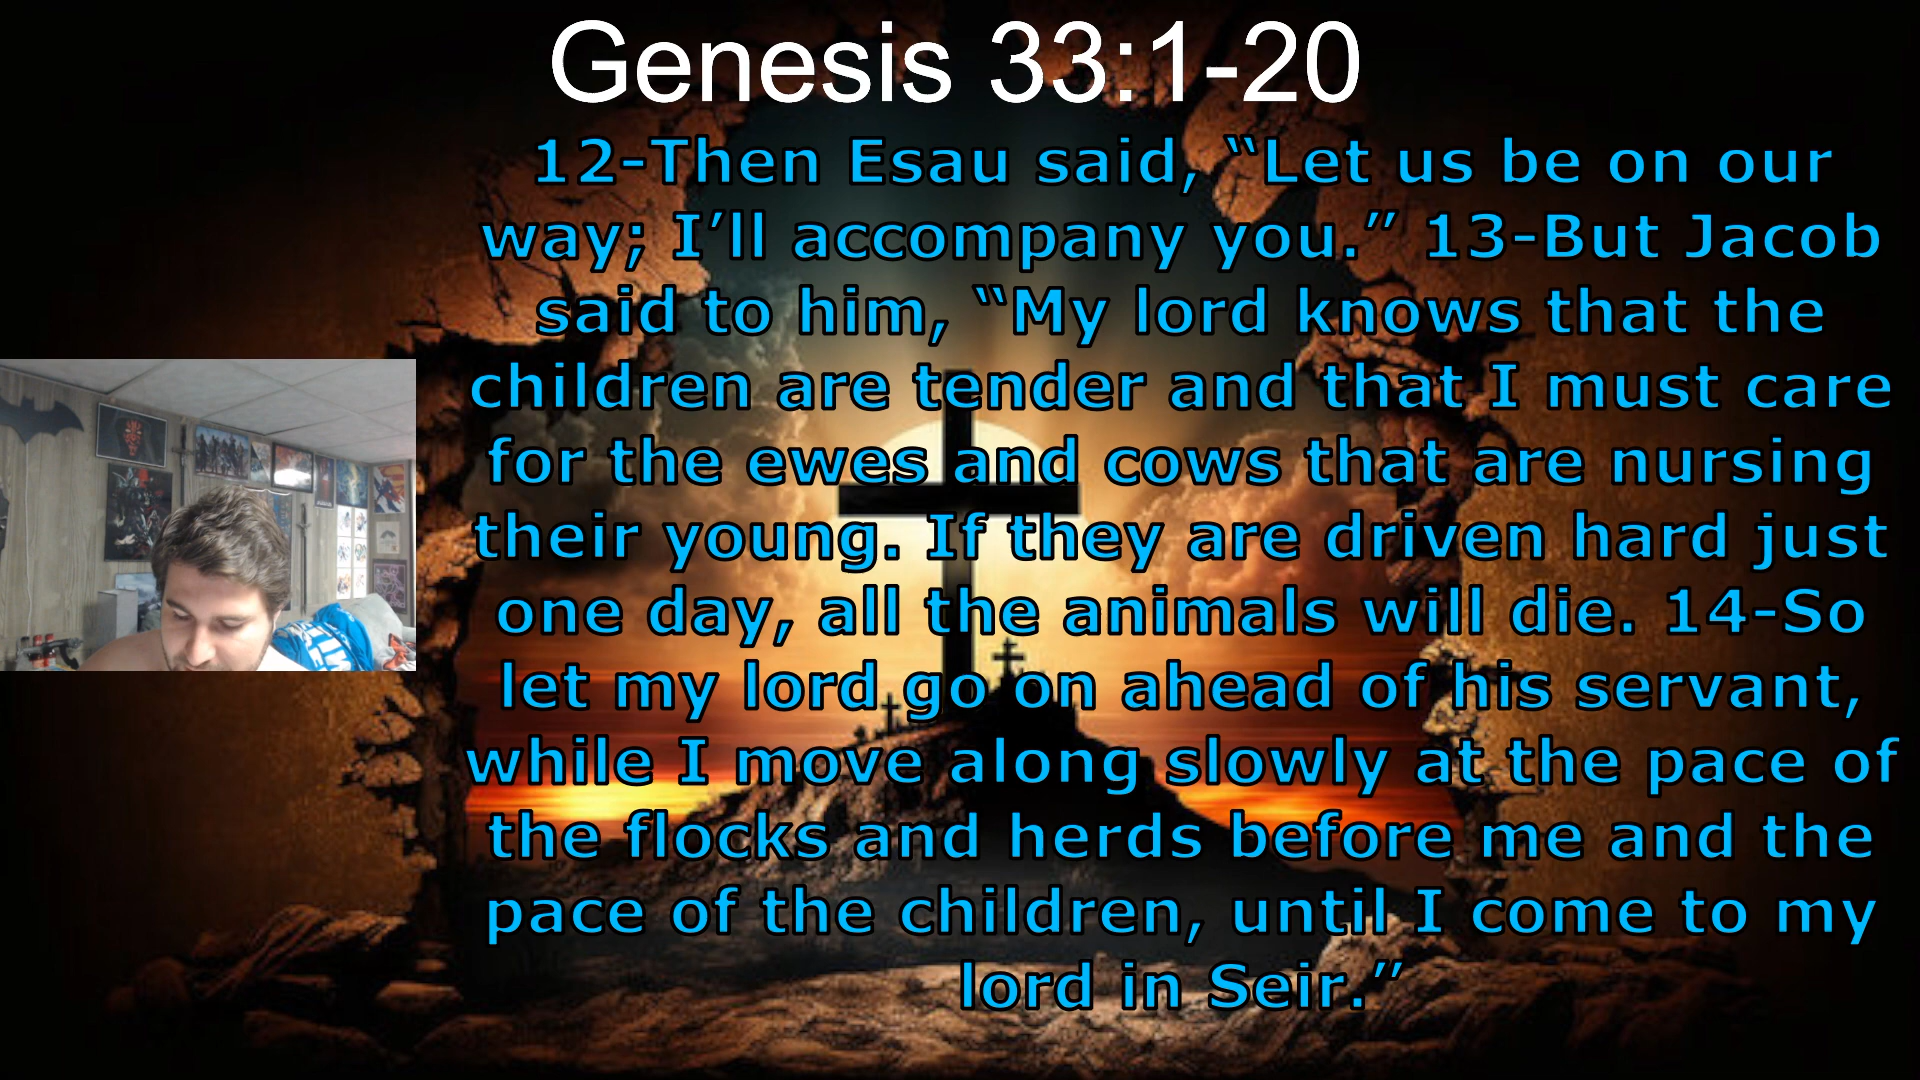 Genesis 33:1-20
12-Then Esau said, “Let us be on our
way; I’ll accompany you.” 13-But Jacob
said to him, “My lord knows that the
children are tender and that I must care
for the ewes and cows that are nursing
their young. If they are driven hard just
one day, all the animals will die. 14-So
let my lord go on ahead of his servant,
while I move along slowly at the pace of
the flocks and herds before me and the
pace of the children, until I come to my
lord in Seir.”